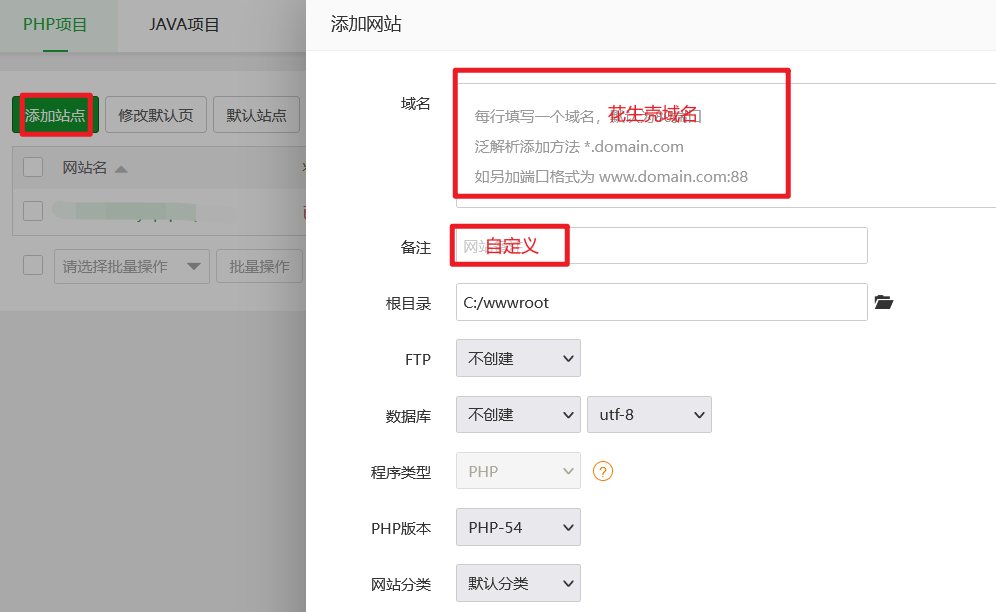 PHP项目 JAVA项目
添加站点 修改默认页 默认站点
网站名
请选择批量操作 批量操作
添加网站
域名
每行填写一个域名，
花生壳域名
泛解析添加方法 *.domain.com
如另加端口格式为 www.domain.com:88
备注
自定义
根目录 C:/wwwroot
FTP 不创建
数据库 不创建 utf-8
程序类型 PHP ?
PHP版本 PHP-54
网站分类 默认分类